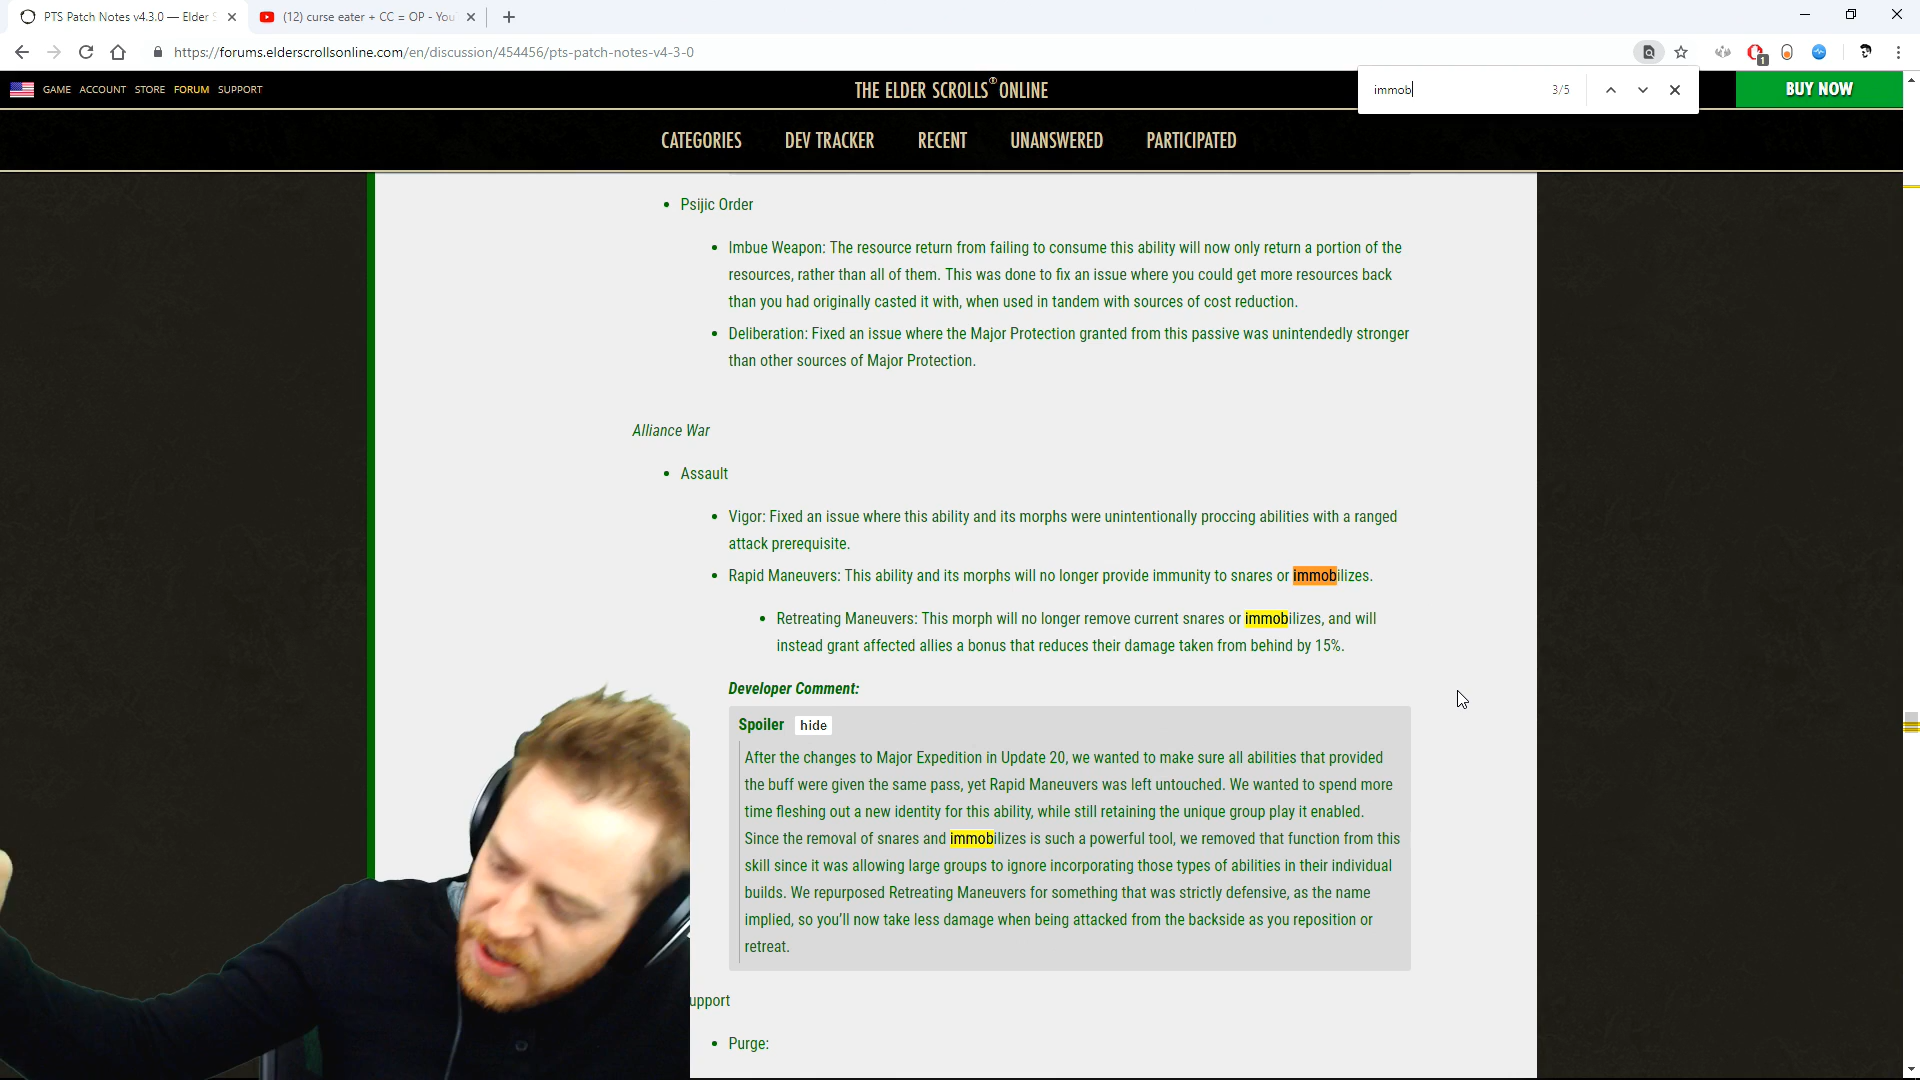 PTS Patch Notes v4.3.0 — Elder S
(12) curse eater + CC = OP - You
https://forums.elderscrollsonline.com/en/discussion/454456/pts-patch-notes-v4-3-0
immob
3/5
1
GAME ACCOUNT STORE FORUM SUPPORT
THE ELDER SCROLLS ONLINE
BUY NOW
CATEGORIES DEV TRACKER RECENT UNANSWERED PARTICIPATED
• Psijic Order
• Imbue Weapon: The resource return from failing to consume this ability will now only return a portion of the
resources, rather than all of them. This was done to fix an issue where you could get more resources back
than you had originally casted it with, when used in tandem with sources of cost reduction.
• Deliberation: Fixed an issue where the Major Protection granted from this passive was unintendedly stronger
than other sources of Major Protection.
Alliance War
• Assault
• Vigor: Fixed an issue where this ability and its morphs were unintentionally proccing abilities with a ranged
attack prerequisite.
• Rapid Maneuvers: This ability and its morphs will no longer provide immunity to snares or immobilizes.
• Retreating Maneuvers: This morph will no longer remove current snares or immobilizes, and will
instead grant affected allies a bonus that reduces their damage taken from behind by 15%.
Developer Comment:
Spoiler hide
After the changes to Major Expedition in Update 20, we wanted to make sure all abilities that provided
the buff were given the same pass, yet Rapid Maneuvers was left untouched. We wanted to spend more
time fleshing out a new identity for this ability, while still retaining the unique group play it enabled.
Since the removal of snares and immobilizes is such a powerful tool, we removed that function from this
skill since it was allowing large groups to ignore incorporating those types of abilities in their individual
builds. We repurposed Retreating Maneuvers for something that was strictly defensive, as the name
implied, so you'll now take less damage when being attacked from the backside as you reposition or
retreat.
upport
• Purge: